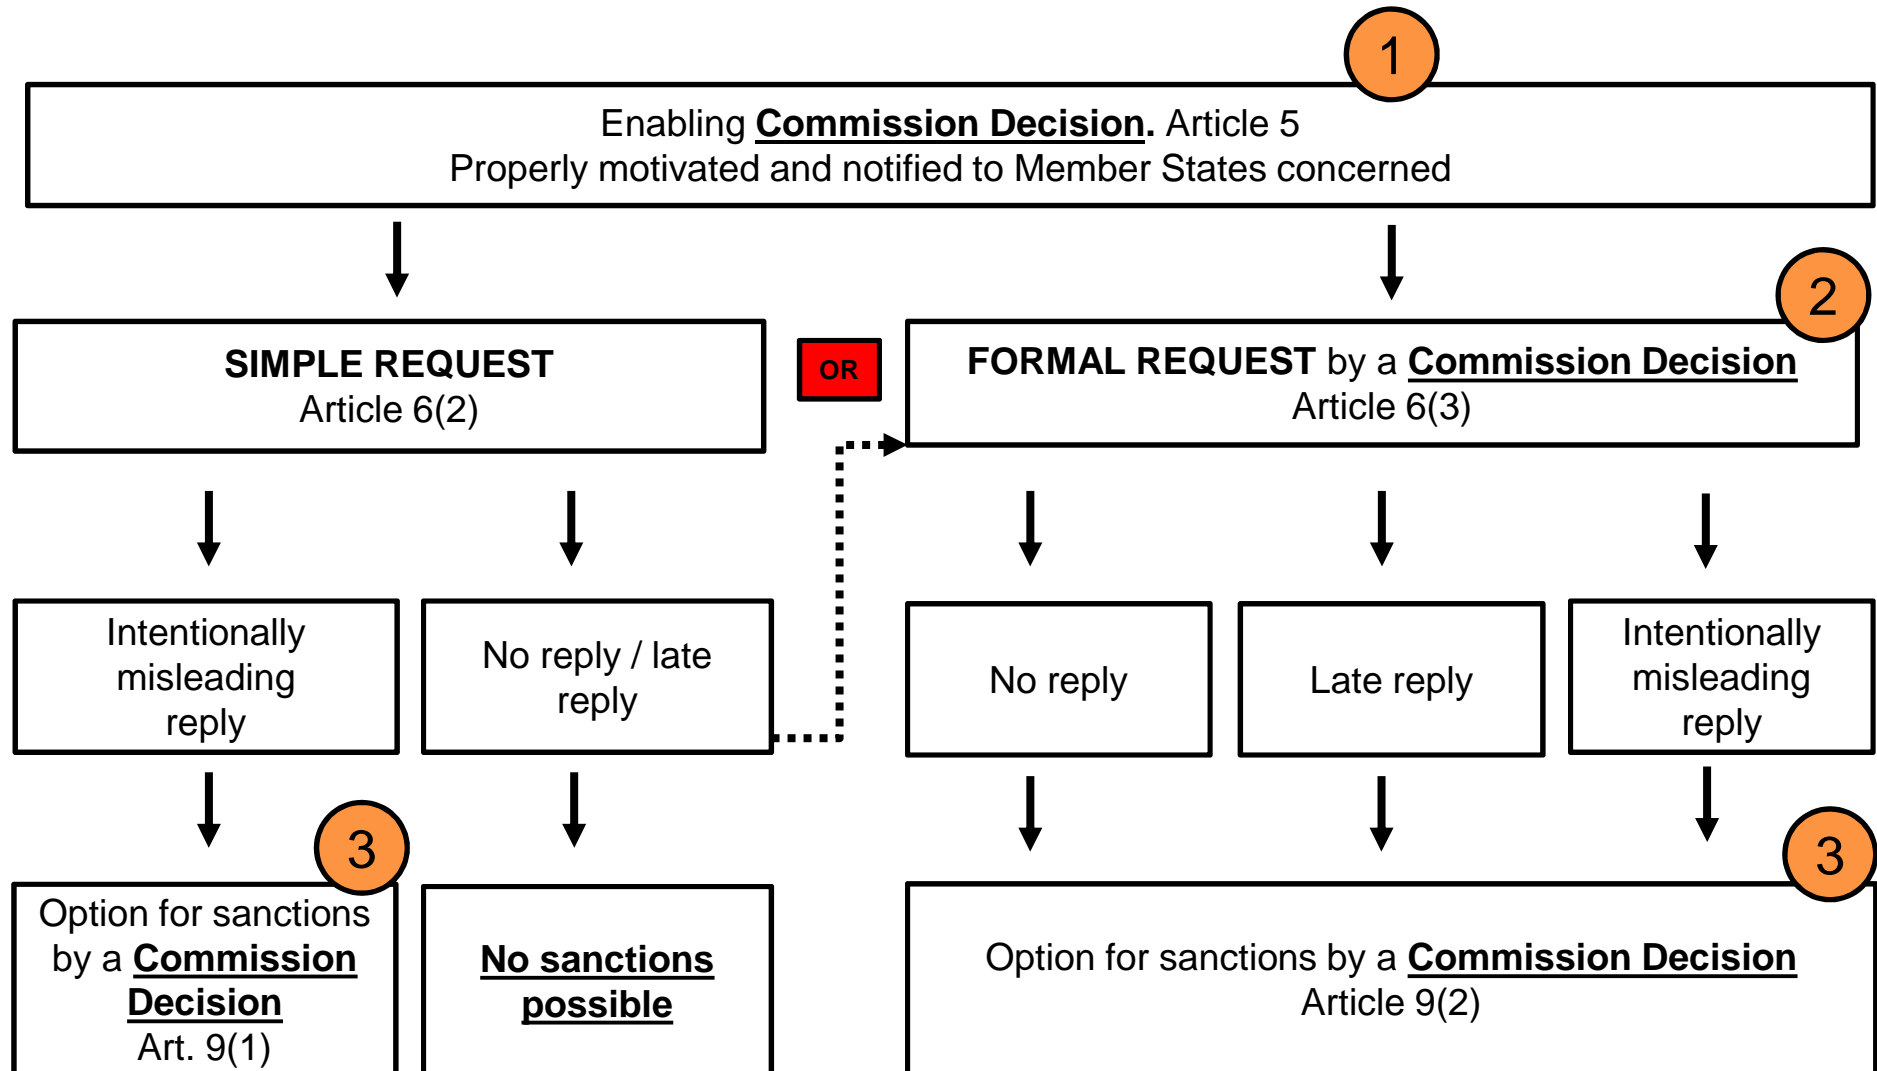 1
Enabling Commission Decision. Article 5
Properly motivated and notified to Member States concerned
2
SIMPLE REQUEST
Article 6(2)
OR
FORMAL REQUEST by a Commission Decision
Article 6(3)
Intentionally
misleading
reply
No reply / late
reply
No reply
Late reply
Intentionally
misleading
reply
3
Option for sanctions
by a Commission
Decision
Art. 9(1)
No sanctions
possible
3
Option for sanctions by a Commission Decision
Article 9(2)